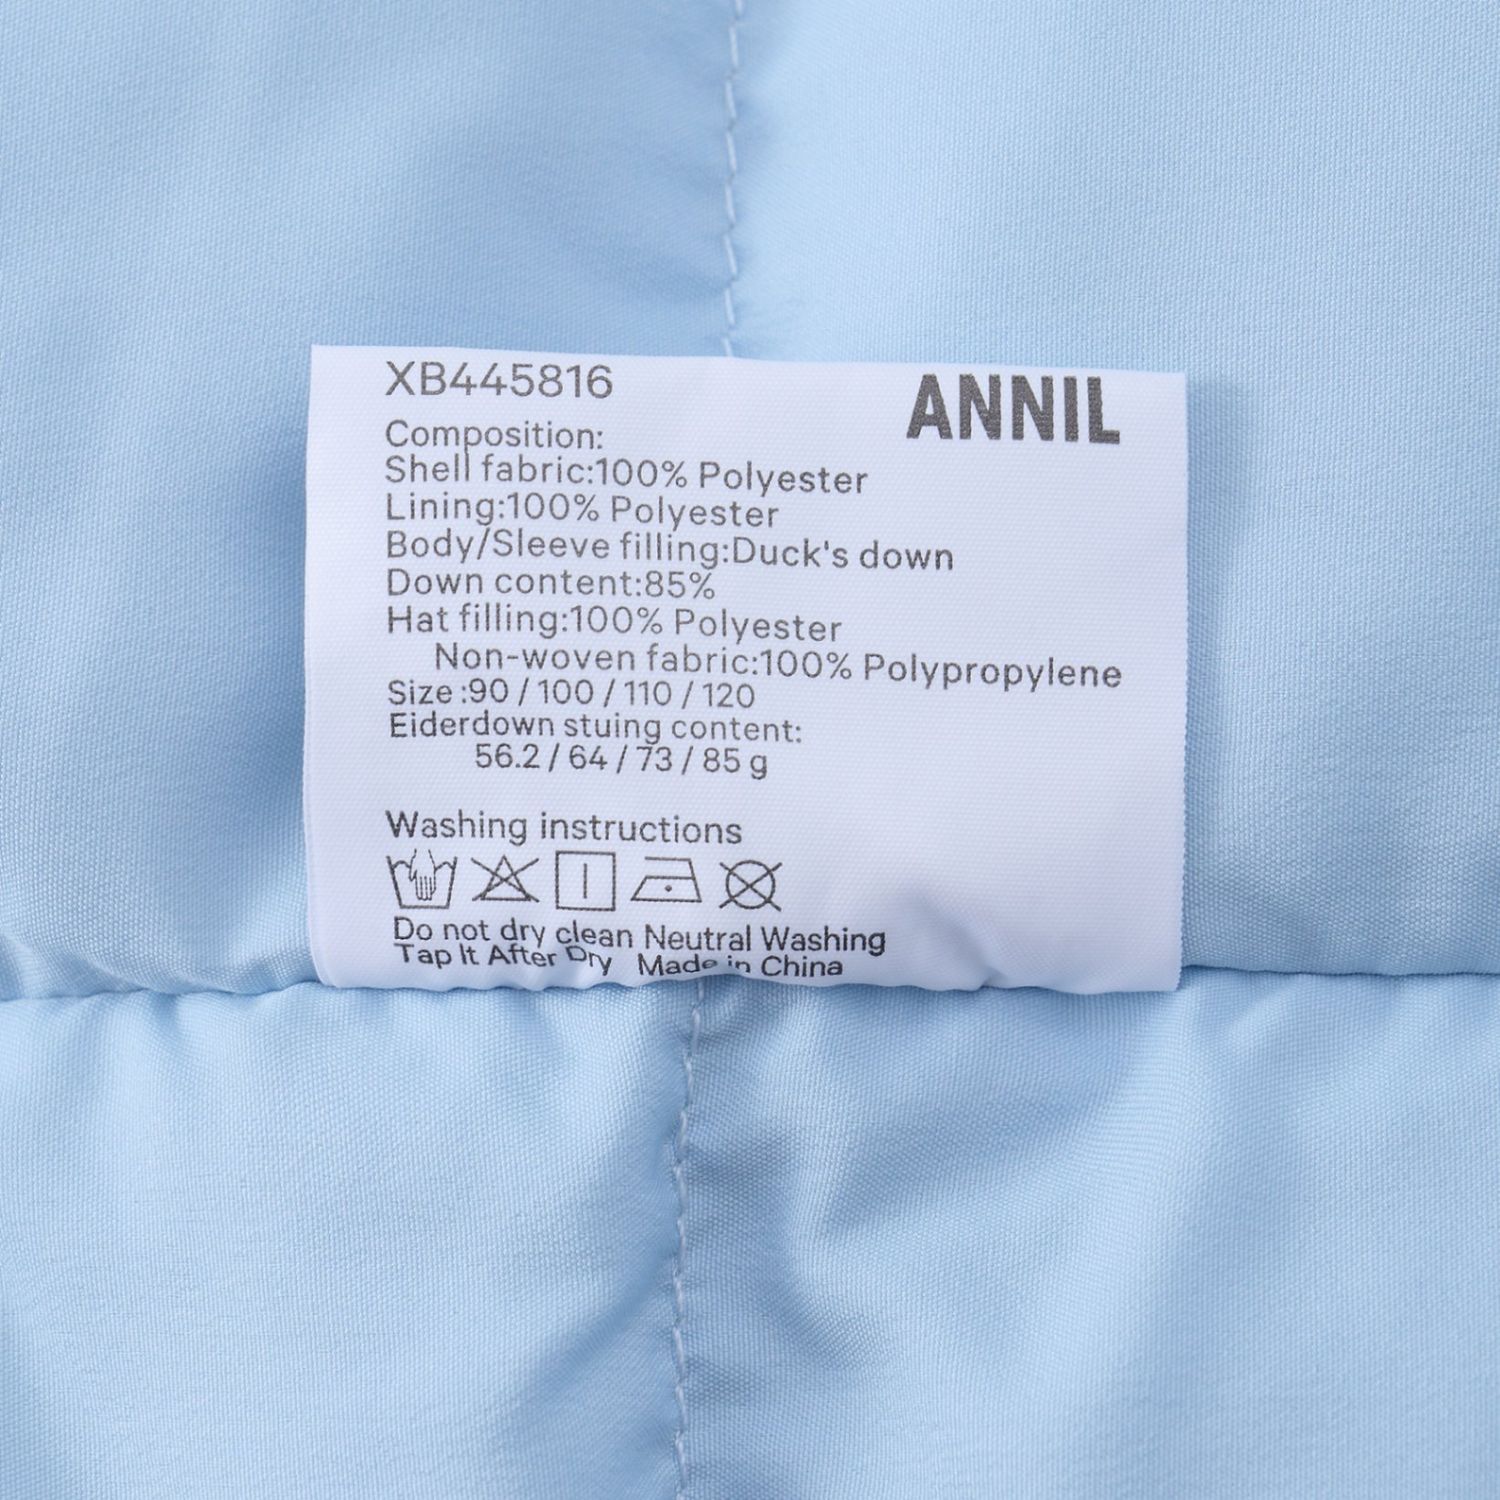 XB445816
ANNIL
Composition:
Shell fabric:100% Polyester
Lining:100% Polyester
Body/Sleeve filling:Duck's down
Down content:85%
Hat filling:100% Polyester
Non-woven fabric:100% Polypropylene
Size :90 / 100 / 110 / 120
Eiderdown stuing content:
56.2 / 64 / 73 / 85 g
Washing instructions
Do not dry clean Neutral Washing
Tap It After Dry Made in China